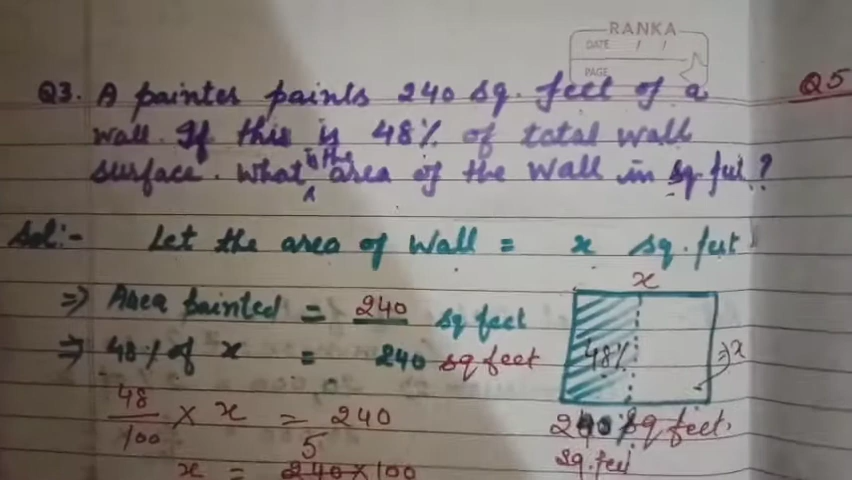 RANKA
DATE / /
PAGE
Q3. A painter paints 240 sq. feet of a
wall. If this is 48% of total wall
surface. What is the area of the wall in sq feet?
Q5
Sol:- Let the area of wall = x sq. feet
x
⇒ Area painted = 240 sq feet
⇒ 48% of x = 240 sq feet
48% ⇒ x
48/100 × x = 240
240 sq feet.
sq. feet
5
x = 240×100